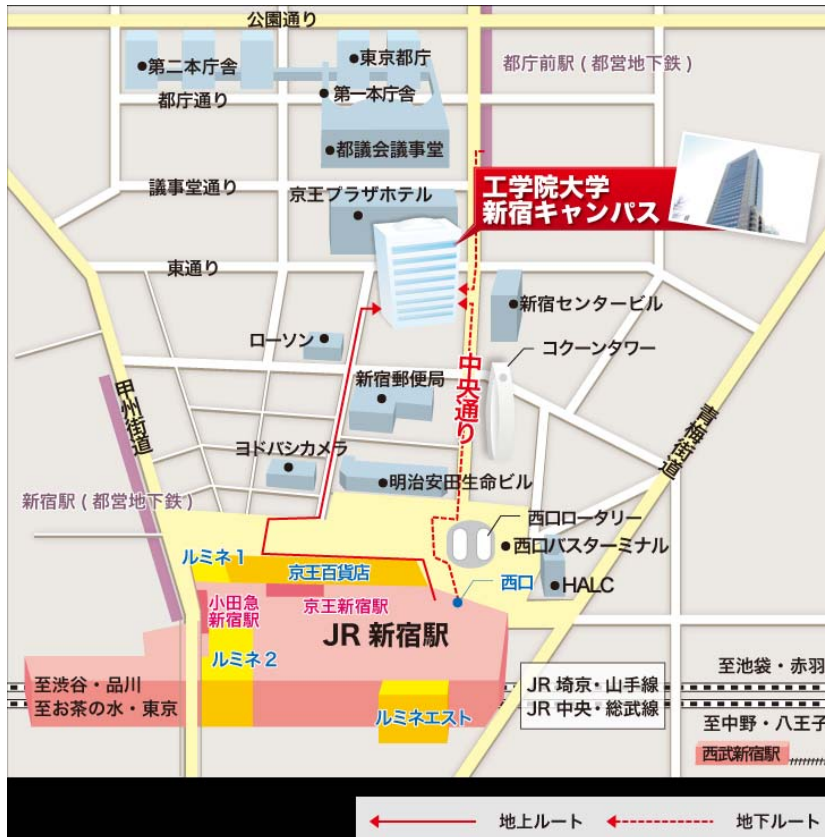 公園通り
第二本庁舎
東京都庁
都庁前駅(都営地下鉄)
都庁通り
第一本庁舎
都議会議事堂
議事堂通り
京王プラザホテル
工学院大学
新宿キャンパス
東通り
新宿センタービル
ローソン
コクーンタワー
中央通り
新宿郵便局
甲州街道
青梅街道
ヨドバシカメラ
明治安田生命ビル
新宿駅(都営地下鉄)
西口ロータリー
西口バスターミナル
ルミネ1
京王百貨店
西口
HALC
小田急
新宿駅
京王新宿駅
JR 新宿駅
ルミネ2
至渋谷・品川
至お茶の水・東京
ルミネエスト
JR 埼京・山手線
JR 中央・総武線
至池袋・赤羽
至中野・八王子
西武新宿駅
地上ルート
地下ルート